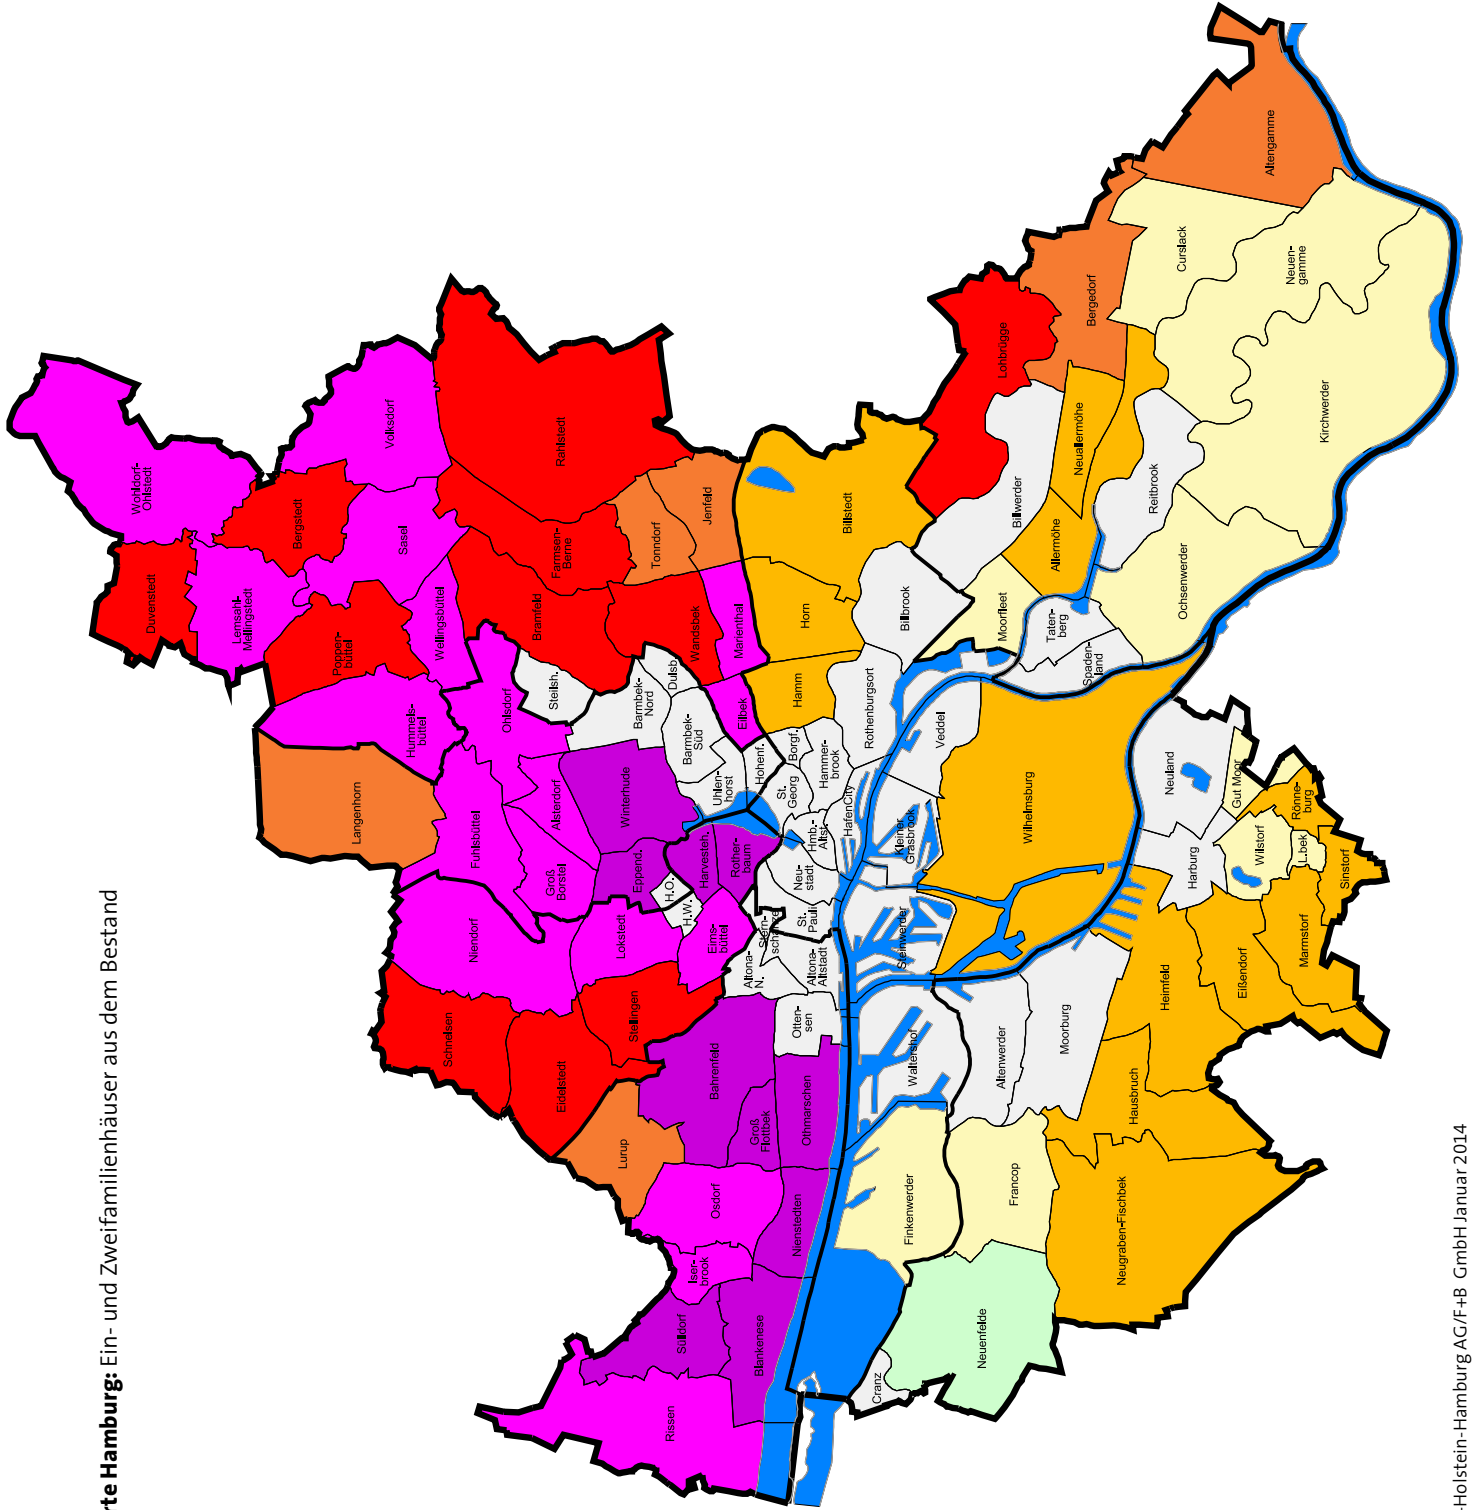 rte Hamburg: Ein- und Zweifamilienhäuser aus dem Bestand
Wohldorf-
Ohlstedt
Duvenstedt
Lemsahl-
Mellingstedt
Bergstedt
Volksdorf
Sasel
Poppen-
büttel
Wellingsbüttel
Hummels-
büttel
Rahlstedt
Farmsen-
Berne
Bramfeld
Tonndorf
Jenfeld
Wandsbek
Marienthal
Eilbek
Steilsh.
Ohlsdorf
Langenhorn
Fuhlsbüttel
Alsterdorf
Groß
Borstel
Winterhude
Eppend.
H.O.
H.W.
Barmbek-
Nord
Dulsb.
Barmbek-
Süd
Uhlen-
horst
Hohenf.
Niendorf
Lokstedt
Schnelsen
Eidelstedt
Stellingen
Eims-
büttel
Harvesteh.
Rother-
baum
Lurup
Bahrenfeld
Groß
Flottbek
Othmarschen
Otten-
sen
Altona-
N.
Altona-
Altstadt
Stern-
schanze
St.
Pauli
Neu-
stadt
Hmb.-
Altst.
St.
Georg
Borgf.
Hammer-
brook
HafenCity
Hamm
Horn
Billstedt
Billbrook
Rothenburgsort
Veddel
Kleiner
Grasbrook
Steinwerder
Waltershof
Wilhelmsburg
Osdorf
Iser-
brook
Nienstedten
Blankenese
Sülldorf
Rissen
Finkenwerder
Cranz
Neuenfelde
Francop
Altenwerder
Moorburg
Neugraben-Fischbek
Hausbruch
Heimfeld
Eißendorf
Marmstorf
Sinstorf
L.bek
Rönne-
burg
Wilstorf
Gut Moor
Harburg
Neuland
Lohbrügge
Bergedorf
Billwerder
Neuallermöhe
Allermöhe
Moorfleet
Taten-
berg
Spaden-
land
Reitbrook
Ochsenwerder
Kirchwerder
Neuen-
gamme
Curslack
Altengamme
-Holstein-Hamburg AG/F+B GmbH Januar 2014